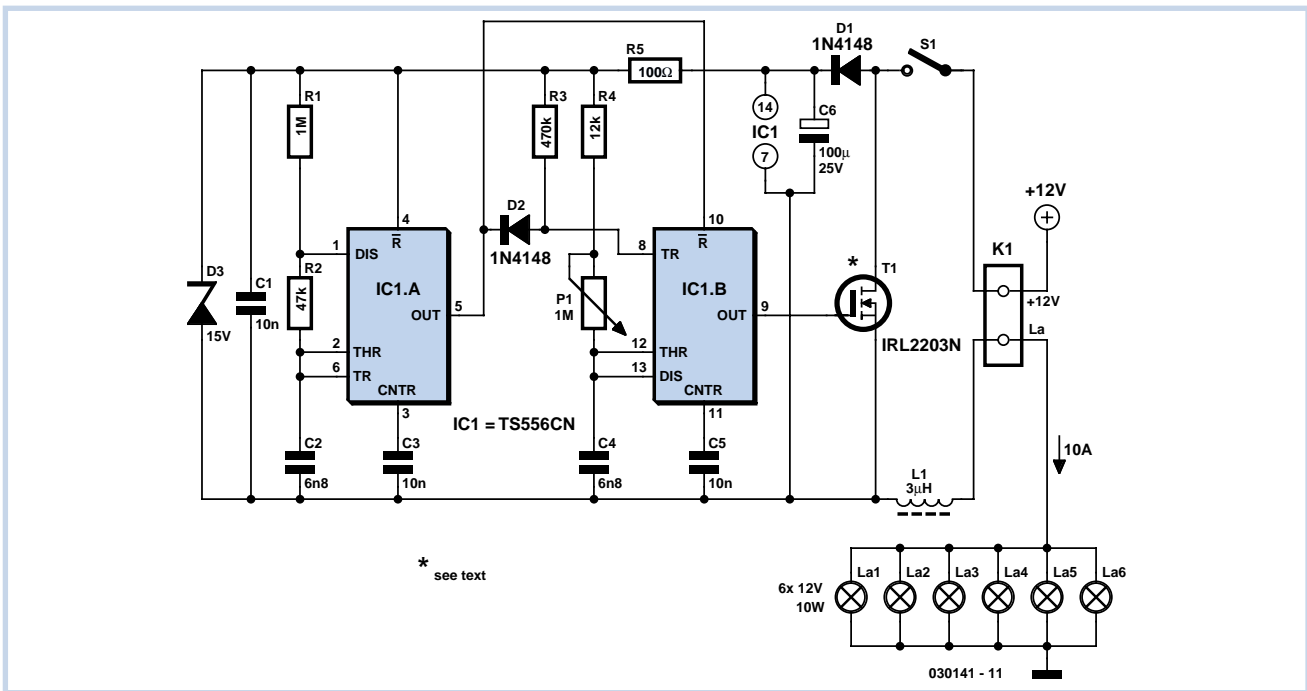 D1
1N4148
S1
R5
100Ω
R1
1M
R3
470k
R4
12k
14
IC1
7
C6
100µ
25V
+12V
4
R
10
R
D2
1N4148
1
DIS
8
TR
D3
15V
C1
10n
R2
47k
IC1.A
OUT
5
P1
1M
IC1.B
OUT
9
*
T1
IRL2203N
K1
+12V
La
2
THR
6
TR
CNTR
3
12
THR
13
DIS
CNTR
11
IC1 = TS556CN
C2
6n8
C3
10n
C4
6n8
C5
10n
L1
3µH
10A
* see text
6x 12V
10W
La1
La2
La3
La4
La5
La6
030141 - 11